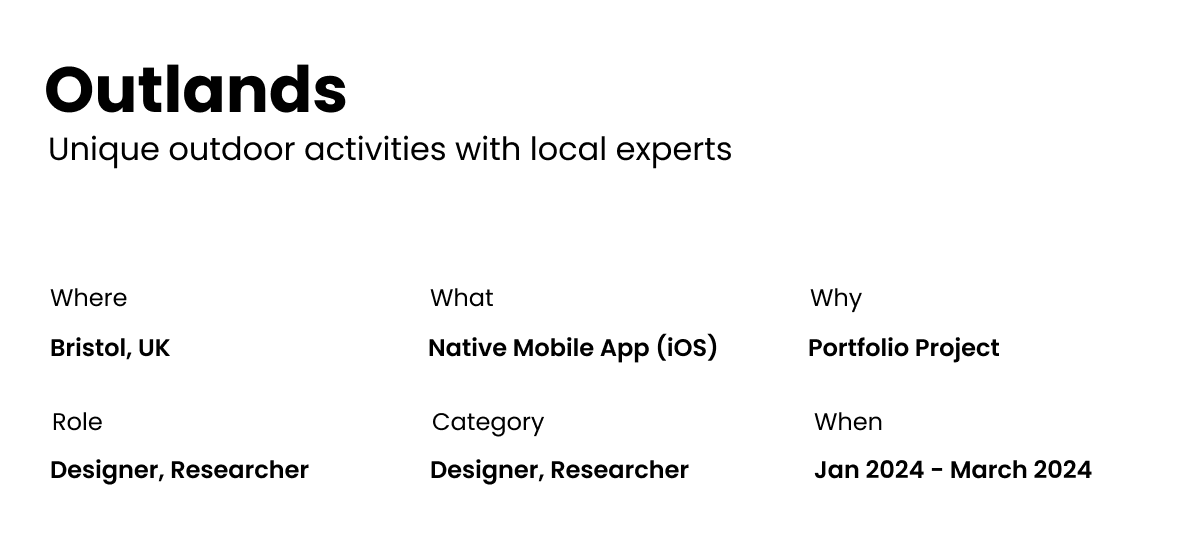 Outlands
Unique outdoor activities with local experts
Where
What
Why
Bristol, UK
Native Mobile App (iOS)
Portfolio Project
Role
Category
When
Designer, Researcher
Designer, Researcher
Jan 2024 - March 2024